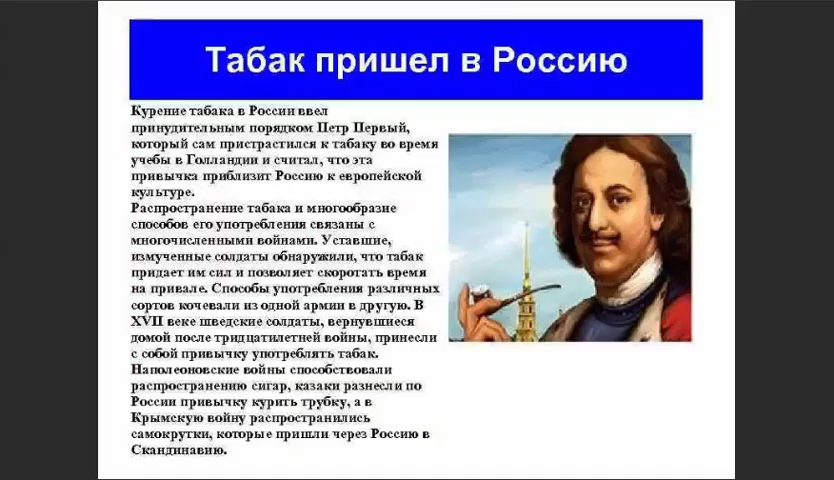 Табак пришел в Россию
Курение табака в России ввел
принудительным порядком Петр Первый,
который сам пристрастился к табаку во время
учебы в Голландии и считал, что эта
привычка приблизит Россию к европейской
культуре.
Распространение табака и многообразие
способов его употребления связаны с
многочисленными войнами. Уставшие,
измученные солдаты обнаружили, что табак
придает им сил и позволяет скоротать время
на привале. Способы употребления различных
сортов кочевали из одной армии в другую. В
XVII веке шведские солдаты, вернувшиеся
домой после тридцатилетней войны, принесли
с собой привычку употреблять табак.
Наполеоновские войны способствовали
распространению сигар, казаки разнесли по
России привычку курить трубку, а в
Крымскую войну распространились
самокрутки, которые пришли через Россию в
Скандинавию.